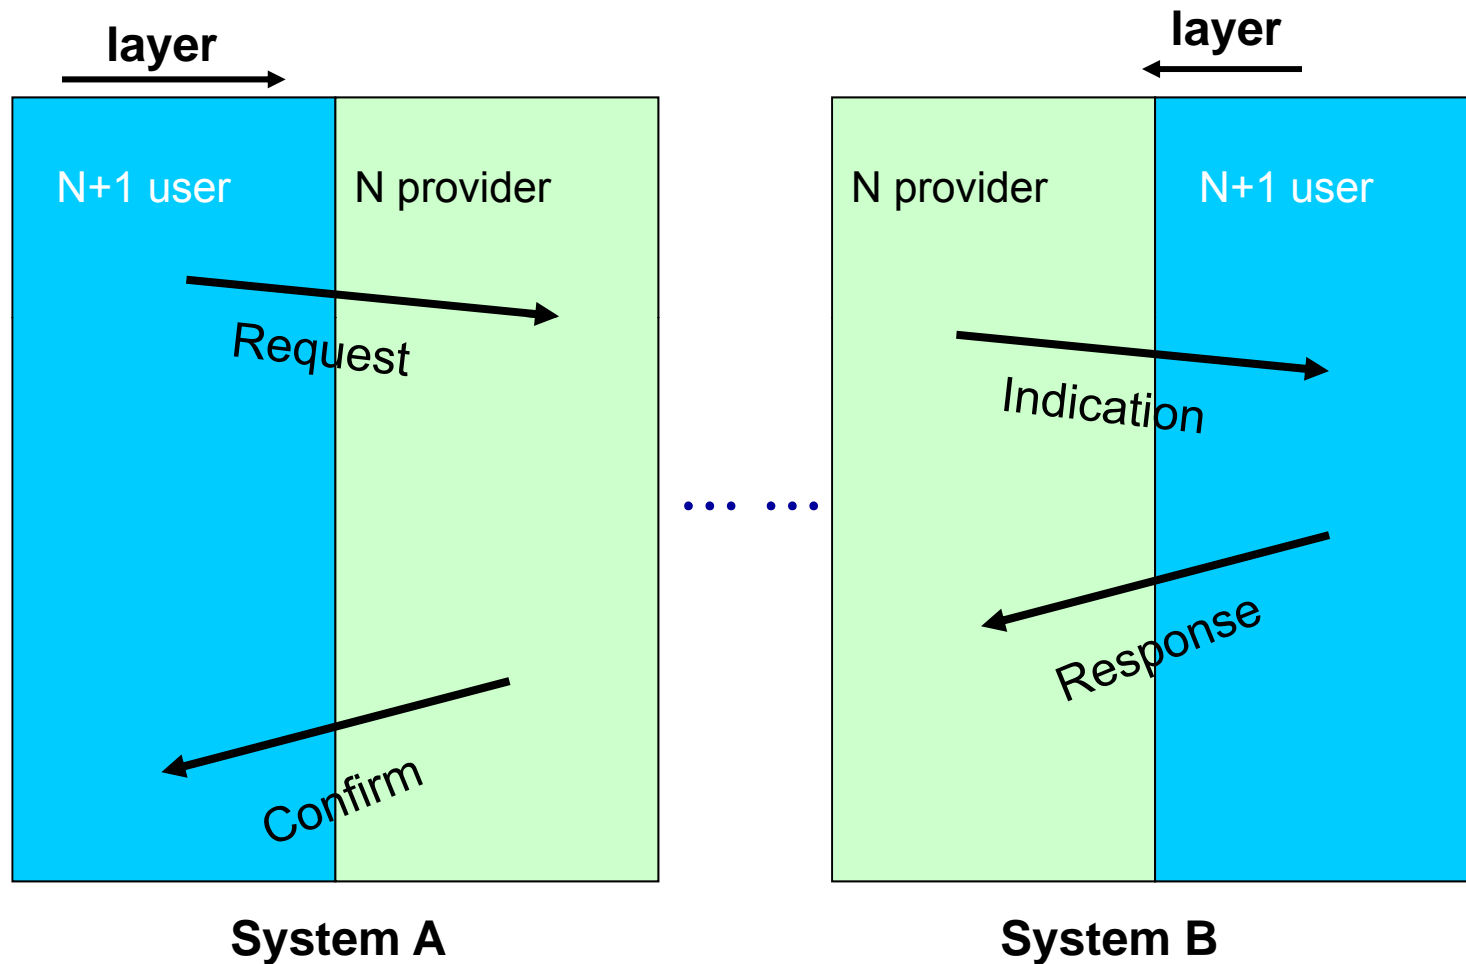 layer
layer
N+1 user
N provider
N provider
N+1 user
Request
Indication
... ...
Response
Confirm
System A
System B